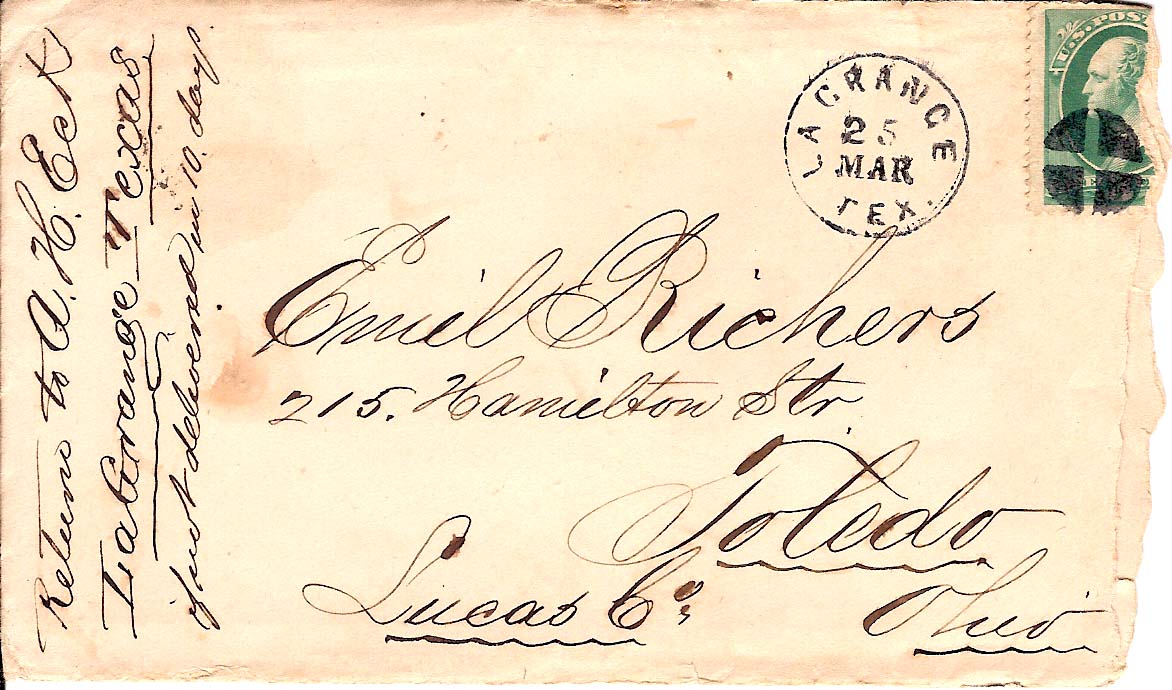 Return to A. H. Eck
LaGrange Texas
if not delivered in 10 days.
LA GRANGE
25
MAR
TEX.
U.S. POST
Emil Richers
215. Hamilton Str.
Toledo
Lucas Co.
Ohio